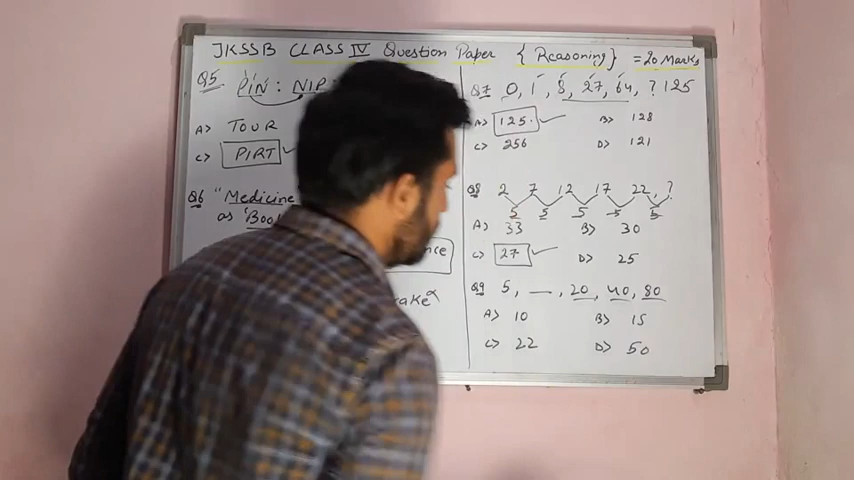 JKSSB CLASS IV Question Paper { Reasoning } = 20 Marks
Q5 PIN : NIP :
A> TOUR
C> PIRT ✓
Q6 "Medicine
as 'Boo
nce
ake α
Q7 0, 1, 8, 27, 64, ? 125
A> 125. ✓ B> 128
C> 256 D> 121
Q8 2 7 12 17 22, ?
5 5 5 5 5
A> 33 B> 30
C> 27 ✓ D> 25
Q9 5, __, 20, 40, 80
A> 10 B> 15
C> 22 D> 50